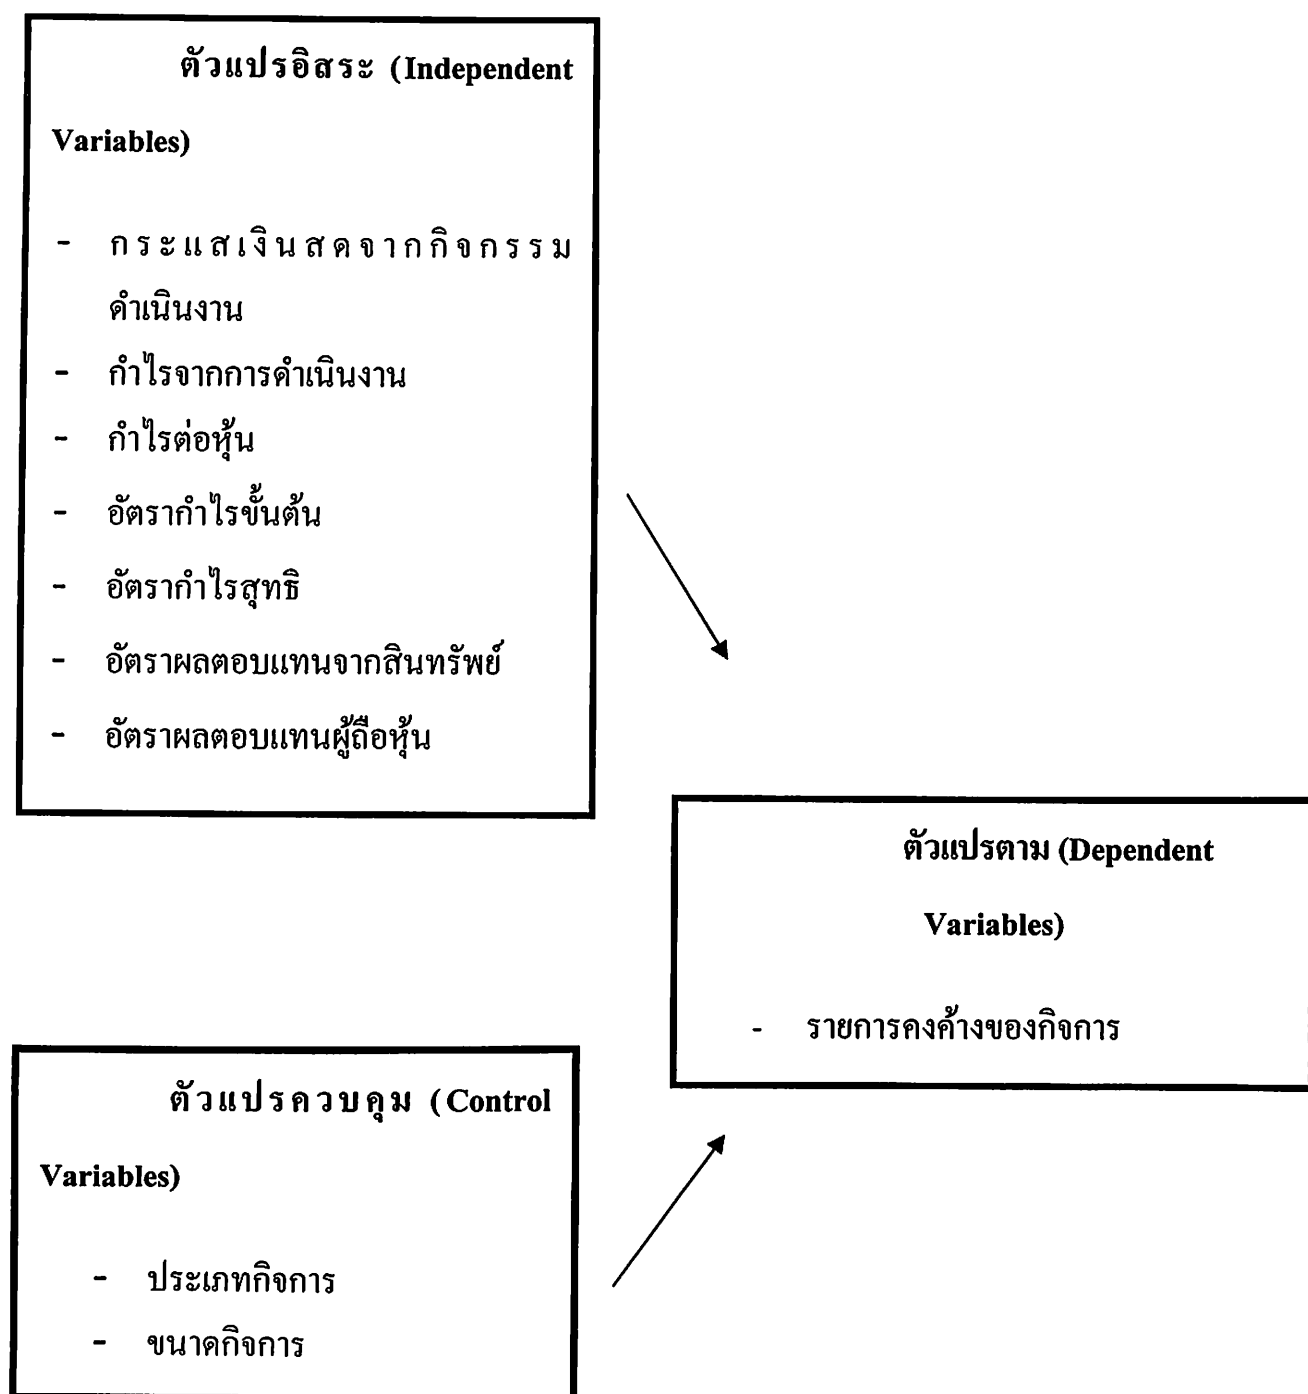 ตัวแปรอิสระ (Independent
Variables)
- กระแสเงินสดจากกิจกรรม
ดำเนินงาน
- กำไรจากการดำเนินงาน
- กำไรต่อหุ้น
- อัตรากำไรขั้นต้น
- อัตรากำไรสุทธิ
- อัตราผลตอบแทนจากสินทรัพย์
- อัตราผลตอบแทนผู้ถือหุ้น
ตัวแปรตาม (Dependent
Variables)
- รายการคงค้างของกิจการ
ตัวแปรควบคุม (Control
Variables)
- ประเภทกิจการ
- ขนาดกิจการ